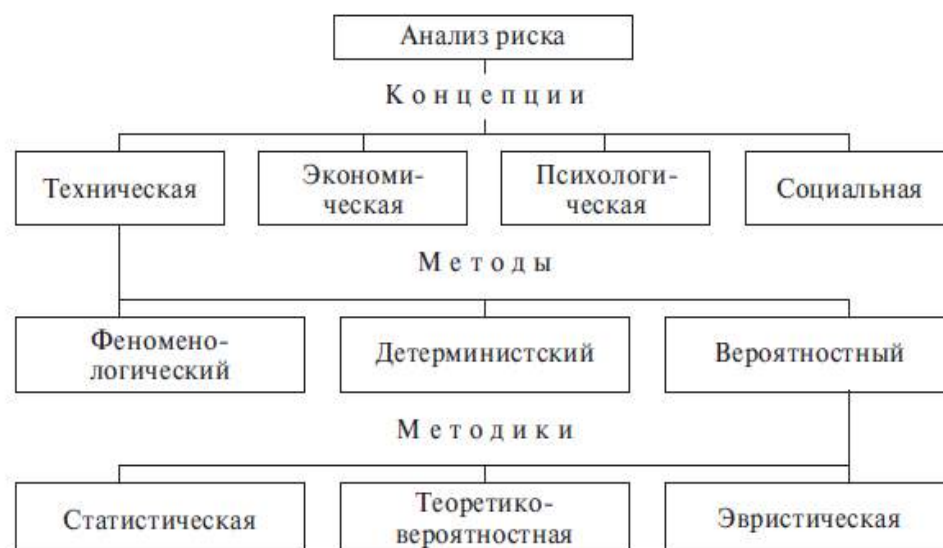 Анализ риска
Концепции
Техническая
Экономи-
ческая
Психологи-
ческая
Социальная
Методы
Феномено-
логический
Детерминистский
Вероятностный
Методики
Статистическая
Теоретико-
вероятностная
Эвристическая